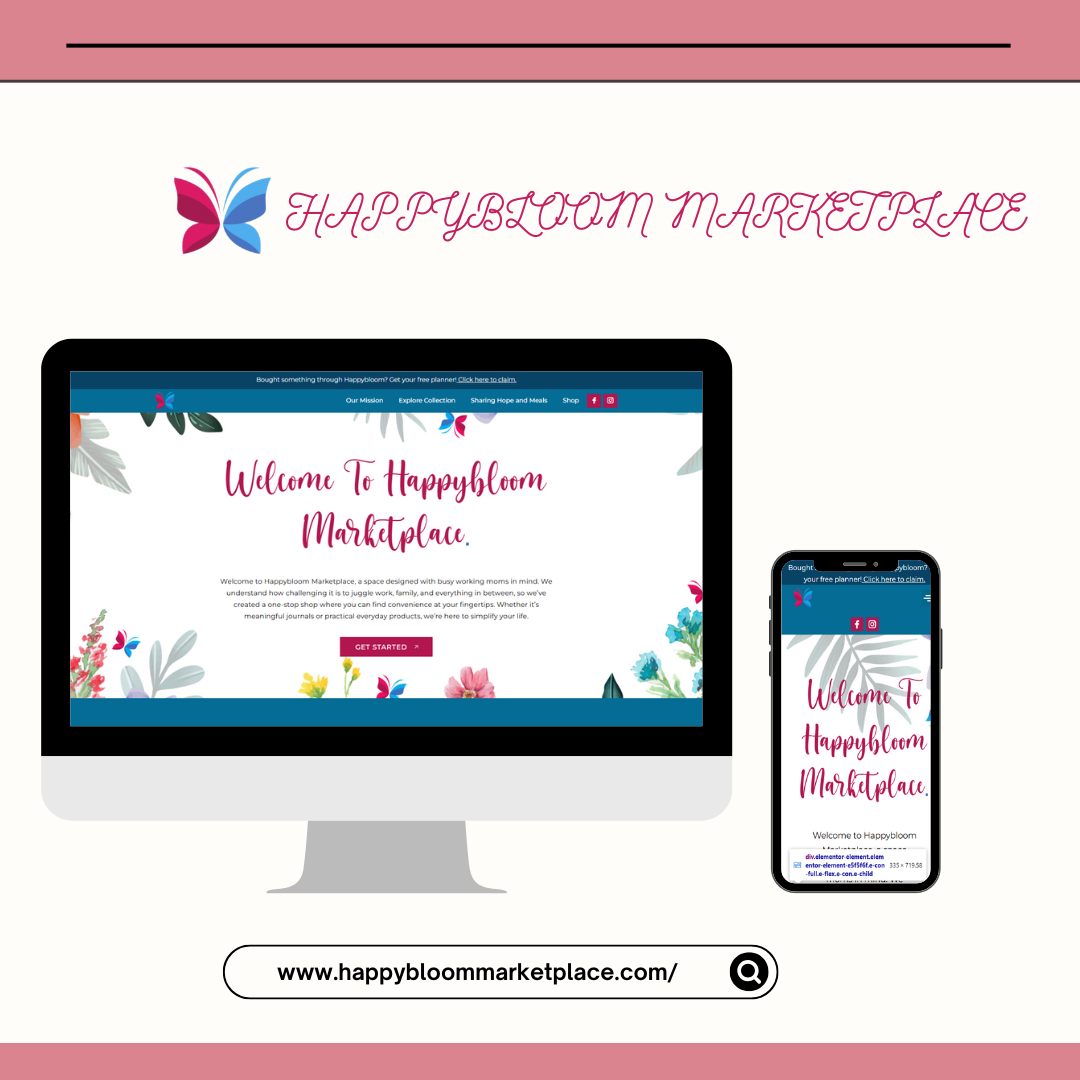 HAPPYBLOOM MARKETPLACE
Bought something through Happybloom? Get your free planner! Click here to claim.
Our Mission Explore Collection Sharing Hope and Meals Shop
Welcome To Happybloom
Marketplace.
Welcome to Happybloom Marketplace, a space designed with busy working moms in mind. We
understand how challenging it is to juggle work, family, and everything in between, so we've
created a one-stop shop where you can find convenience at your fingertips. Whether it's
meaningful journals or practical everyday products, we're here to simplify your life.
GET STARTED
Bought ybloom?
your free planner! Click here to claim.
Welcome To
Happybloom
Marketplace.
Welcome to Happybloom
div.elementor-element.elem
entor-element-e5f5f6f.e-con 335 × 719.58
-full.e-flex.e-con.e-child
www.happybloommarketplace.com/